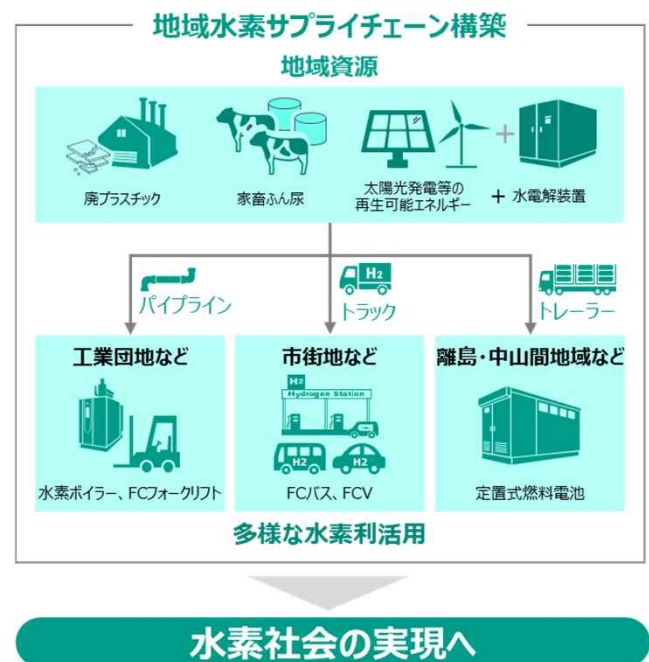 地域水素サプライチェーン構築
地域資源
廃プラスチック
家畜ふん尿
太陽光発電等の
再生可能エネルギー
+
+ 水電解装置
パイプライン
H2
トラック
トレーラー
工業団地など
市街地など
離島・中山間地域など
H2
Hydrogen Station
H2
H2
水素ボイラー、FCフォークリフト
FCバス、FCV
定置式燃料電池
多様な水素利活用
水素社会の実現へ